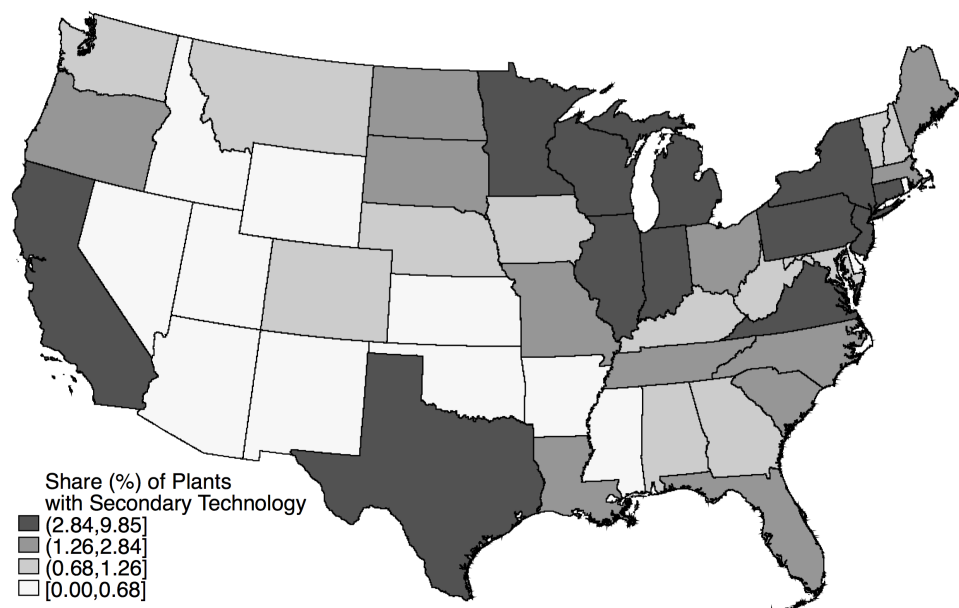 Share (%) of Plants
with Secondary Technology
(2.84,9.85]
(1.26,2.84]
(0.68,1.26]
[0.00,0.68]